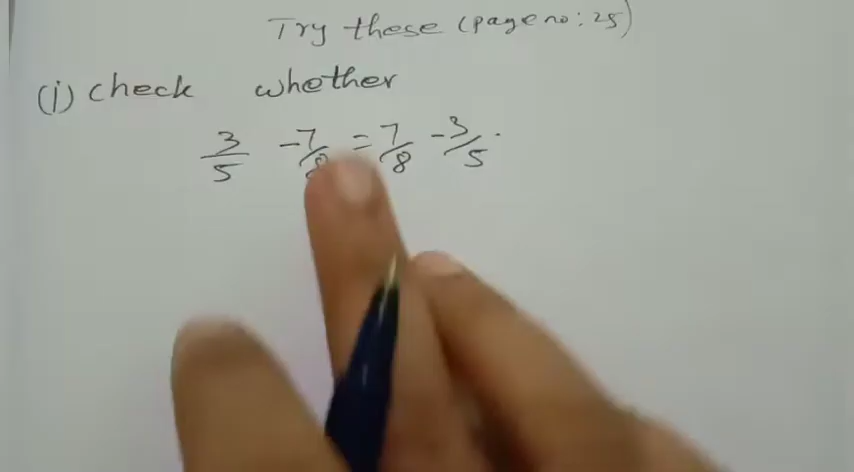 Try these (page no: 25)
(i) check whether
3/5 -7/8 = 7/8 -3/5.